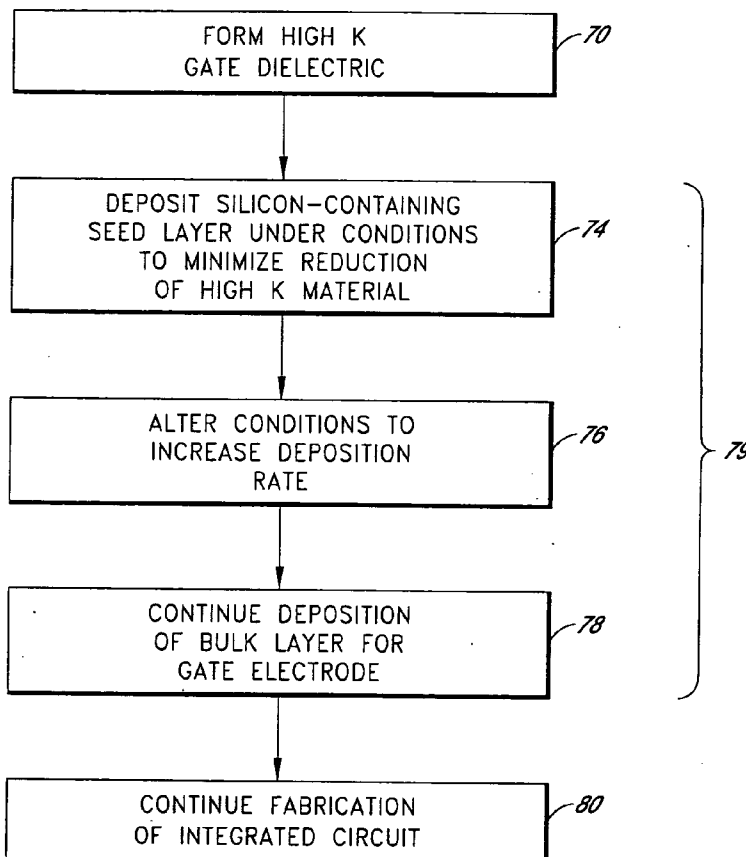 FORM HIGH K
GATE DIELECTRIC
70
DEPOSIT SILICON-CONTAINING
SEED LAYER UNDER CONDITIONS
TO MINIMIZE REDUCTION
OF HIGH K MATERIAL
74
ALTER CONDITIONS TO
INCREASE DEPOSITION
RATE
76
79
CONTINUE DEPOSITION
OF BULK LAYER FOR
GATE ELECTRODE
78
CONTINUE FABRICATION
OF INTEGRATED CIRCUIT
80